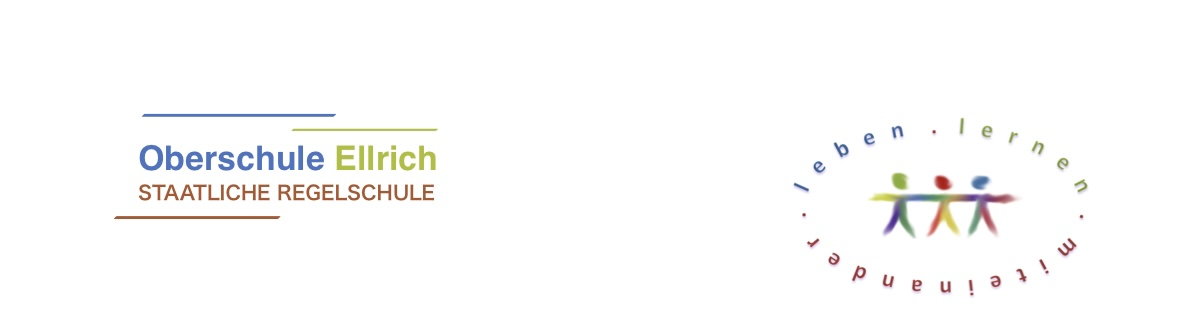 Oberschule Ellrich
STAATLICHE REGELSCHULE
leben · lernen · miteinander ·